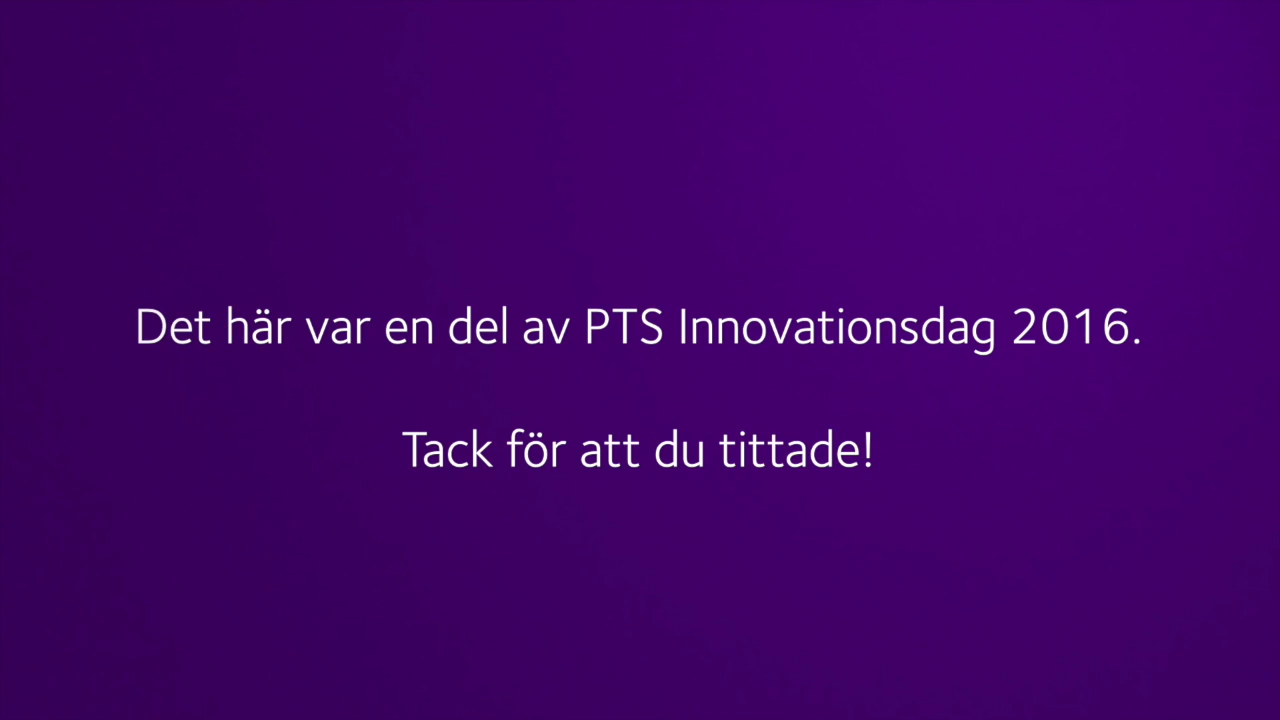 Det här var en del av PTS Innovationsdag 2016.
Tack för att du tittade!